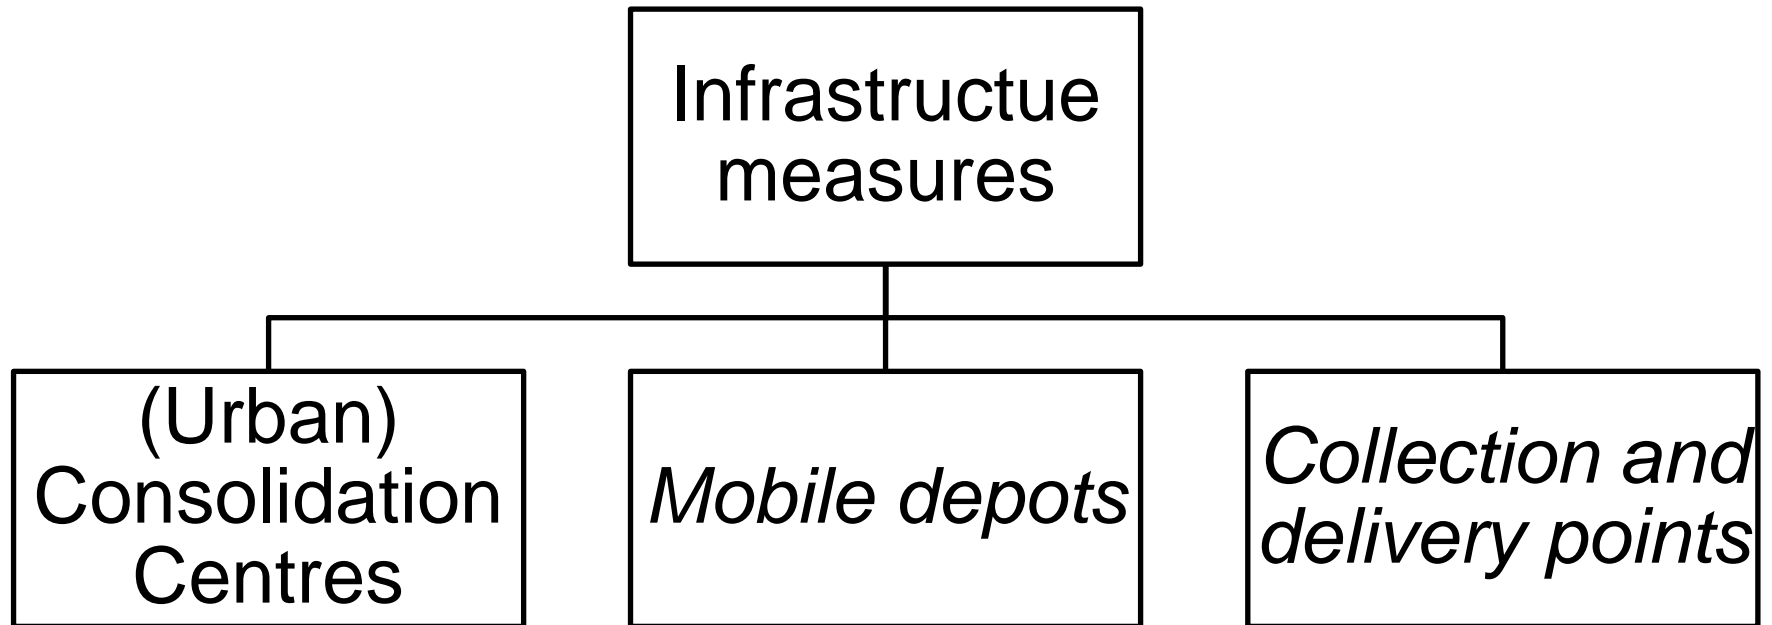 Infrastructue
measures
(Urban)
Consolidation
Centres
Mobile depots
Collection and
delivery points